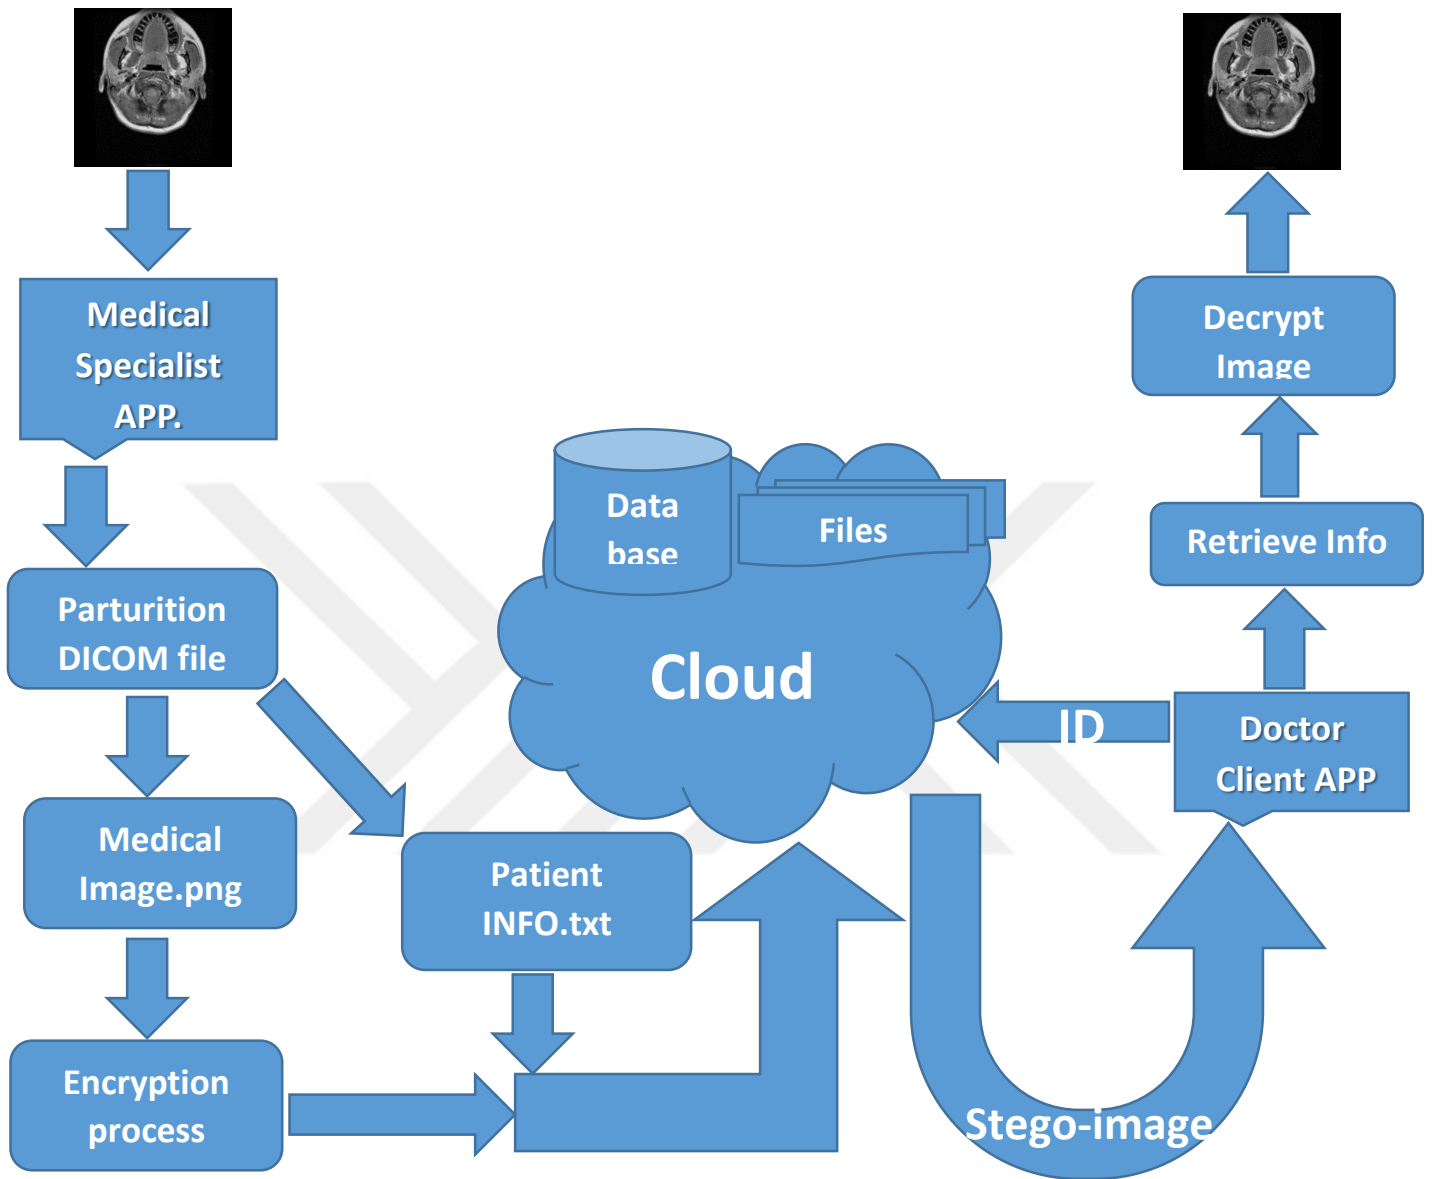 Medical
Specialist
APP.
Parturition
DICOM file
Medical
Image.png
Encryption
process
Patient
INFO.txt
Data
base
Files
Cloud
ID
Stego-image
Doctor
Client APP
Retrieve Info
Decrypt
Image